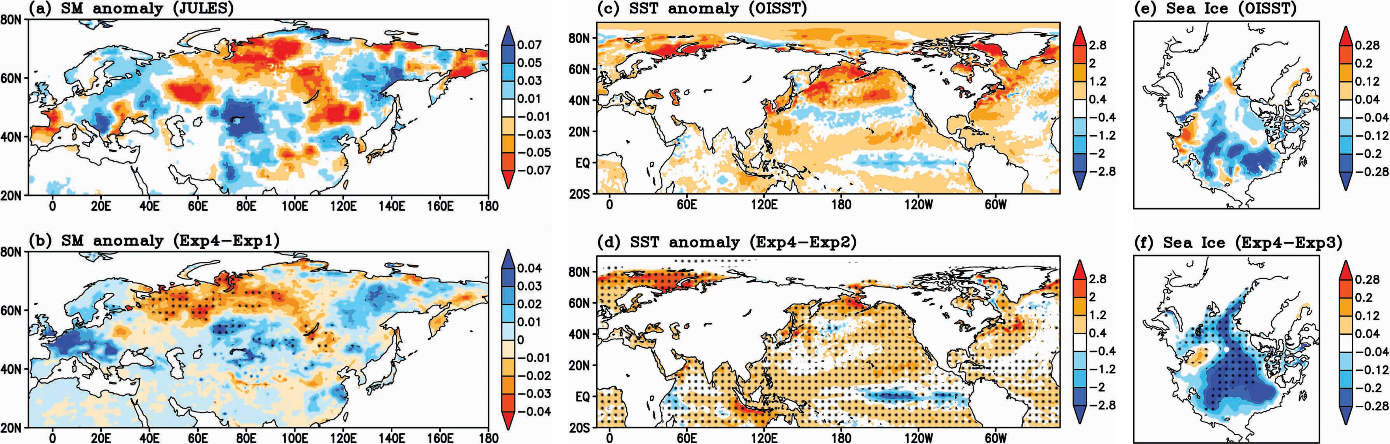 (a) SM anomaly (JULES)
80N
60N
40N
20N
0 20E 40E 60E 80E 100E 120E 140E 160E 180
0.07
0.05
0.03
0.01
−0.01
−0.03
−0.05
−0.07
(c) SST anomaly (OISST)
80N
60N
40N
20N
EQ
20S
0 60E 120E 180 120W 60W
2.8
2
1.2
0.4
−0.4
−1.2
−2
−2.8
(e) Sea Ice (OISST)
0.28
0.2
0.12
0.04
−0.04
−0.12
−0.2
−0.28
(b) SM anomaly (Exp4−Exp1)
80N
60N
40N
20N
0 20E 40E 60E 80E 100E 120E 140E 160E 180
0.04
0.03
0.02
0.01
0
−0.01
−0.02
−0.03
−0.04
(d) SST anomaly (Exp4−Exp2)
80N
60N
40N
20N
EQ
20S
0 60E 120E 180 120W 60W
2.8
2
1.2
0.4
−0.4
−1.2
−2
−2.8
(f) Sea Ice (Exp4−Exp3)
0.28
0.2
0.12
0.04
−0.04
−0.12
−0.2
−0.28